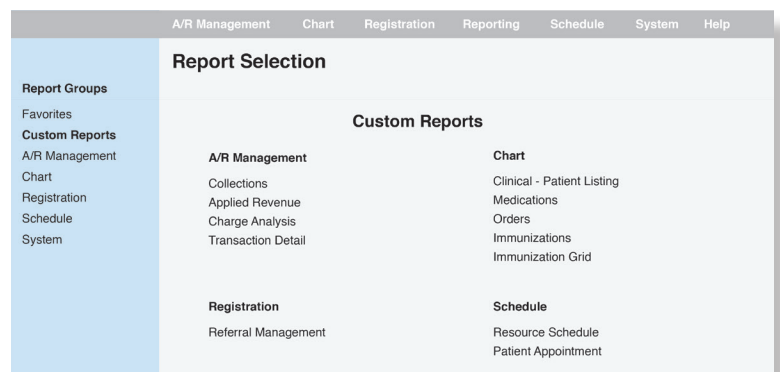 A/R Management Chart Registration Reporting Schedule System Help
Report Selection
Report Groups
Favorites
Custom Reports
A/R Management
Chart
Registration
Schedule
System
Custom Reports
A/R Management
Collections
Applied Revenue
Charge Analysis
Transaction Detail
Chart
Clinical - Patient Listing
Medications
Orders
Immunizations
Immunization Grid
Registration
Referral Management
Schedule
Resource Schedule
Patient Appointment